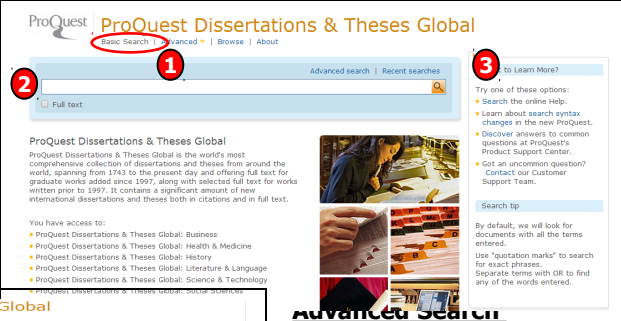 ProQuest
ProQuest Dissertations & Theses Global
Basic Search | Advanced | Browse | About
1
2
Advanced search | Recent searches
Full text
ProQuest Dissertations & Theses Global
ProQuest Dissertations & Theses Global is the world's most
comprehensive collection of dissertations and theses from around the
world, spanning from 1743 to the present day and offering full text for
graduate works added since 1997, along with selected full text for works
written prior to 1997. It contains a significant amount of new
international dissertations and theses both in citations and in full text.
You have access to:
ProQuest Dissertations & Theses Global: Business
ProQuest Dissertations & Theses Global: Health & Medicine
ProQuest Dissertations & Theses Global: History
ProQuest Dissertations & Theses Global: Literature & Language
ProQuest Dissertations & Theses Global: Science & Technology
ProQuest Dissertations & Theses Global: Social Sciences
3
to Learn More?
Try one of these options:
Search the online Help.
Learn about search syntax
changes in the new ProQuest.
Discover answers to common
questions at ProQuest's
Product Support Center.
Got an uncommon question?
Contact our Customer
Support Team.
Search tip
By default, we will look for
documents with all the terms
entered.
Use "quotation marks" to search
for exact phrases.
Separate terms with OR to find
any of the words entered.
Global
Advanced Search